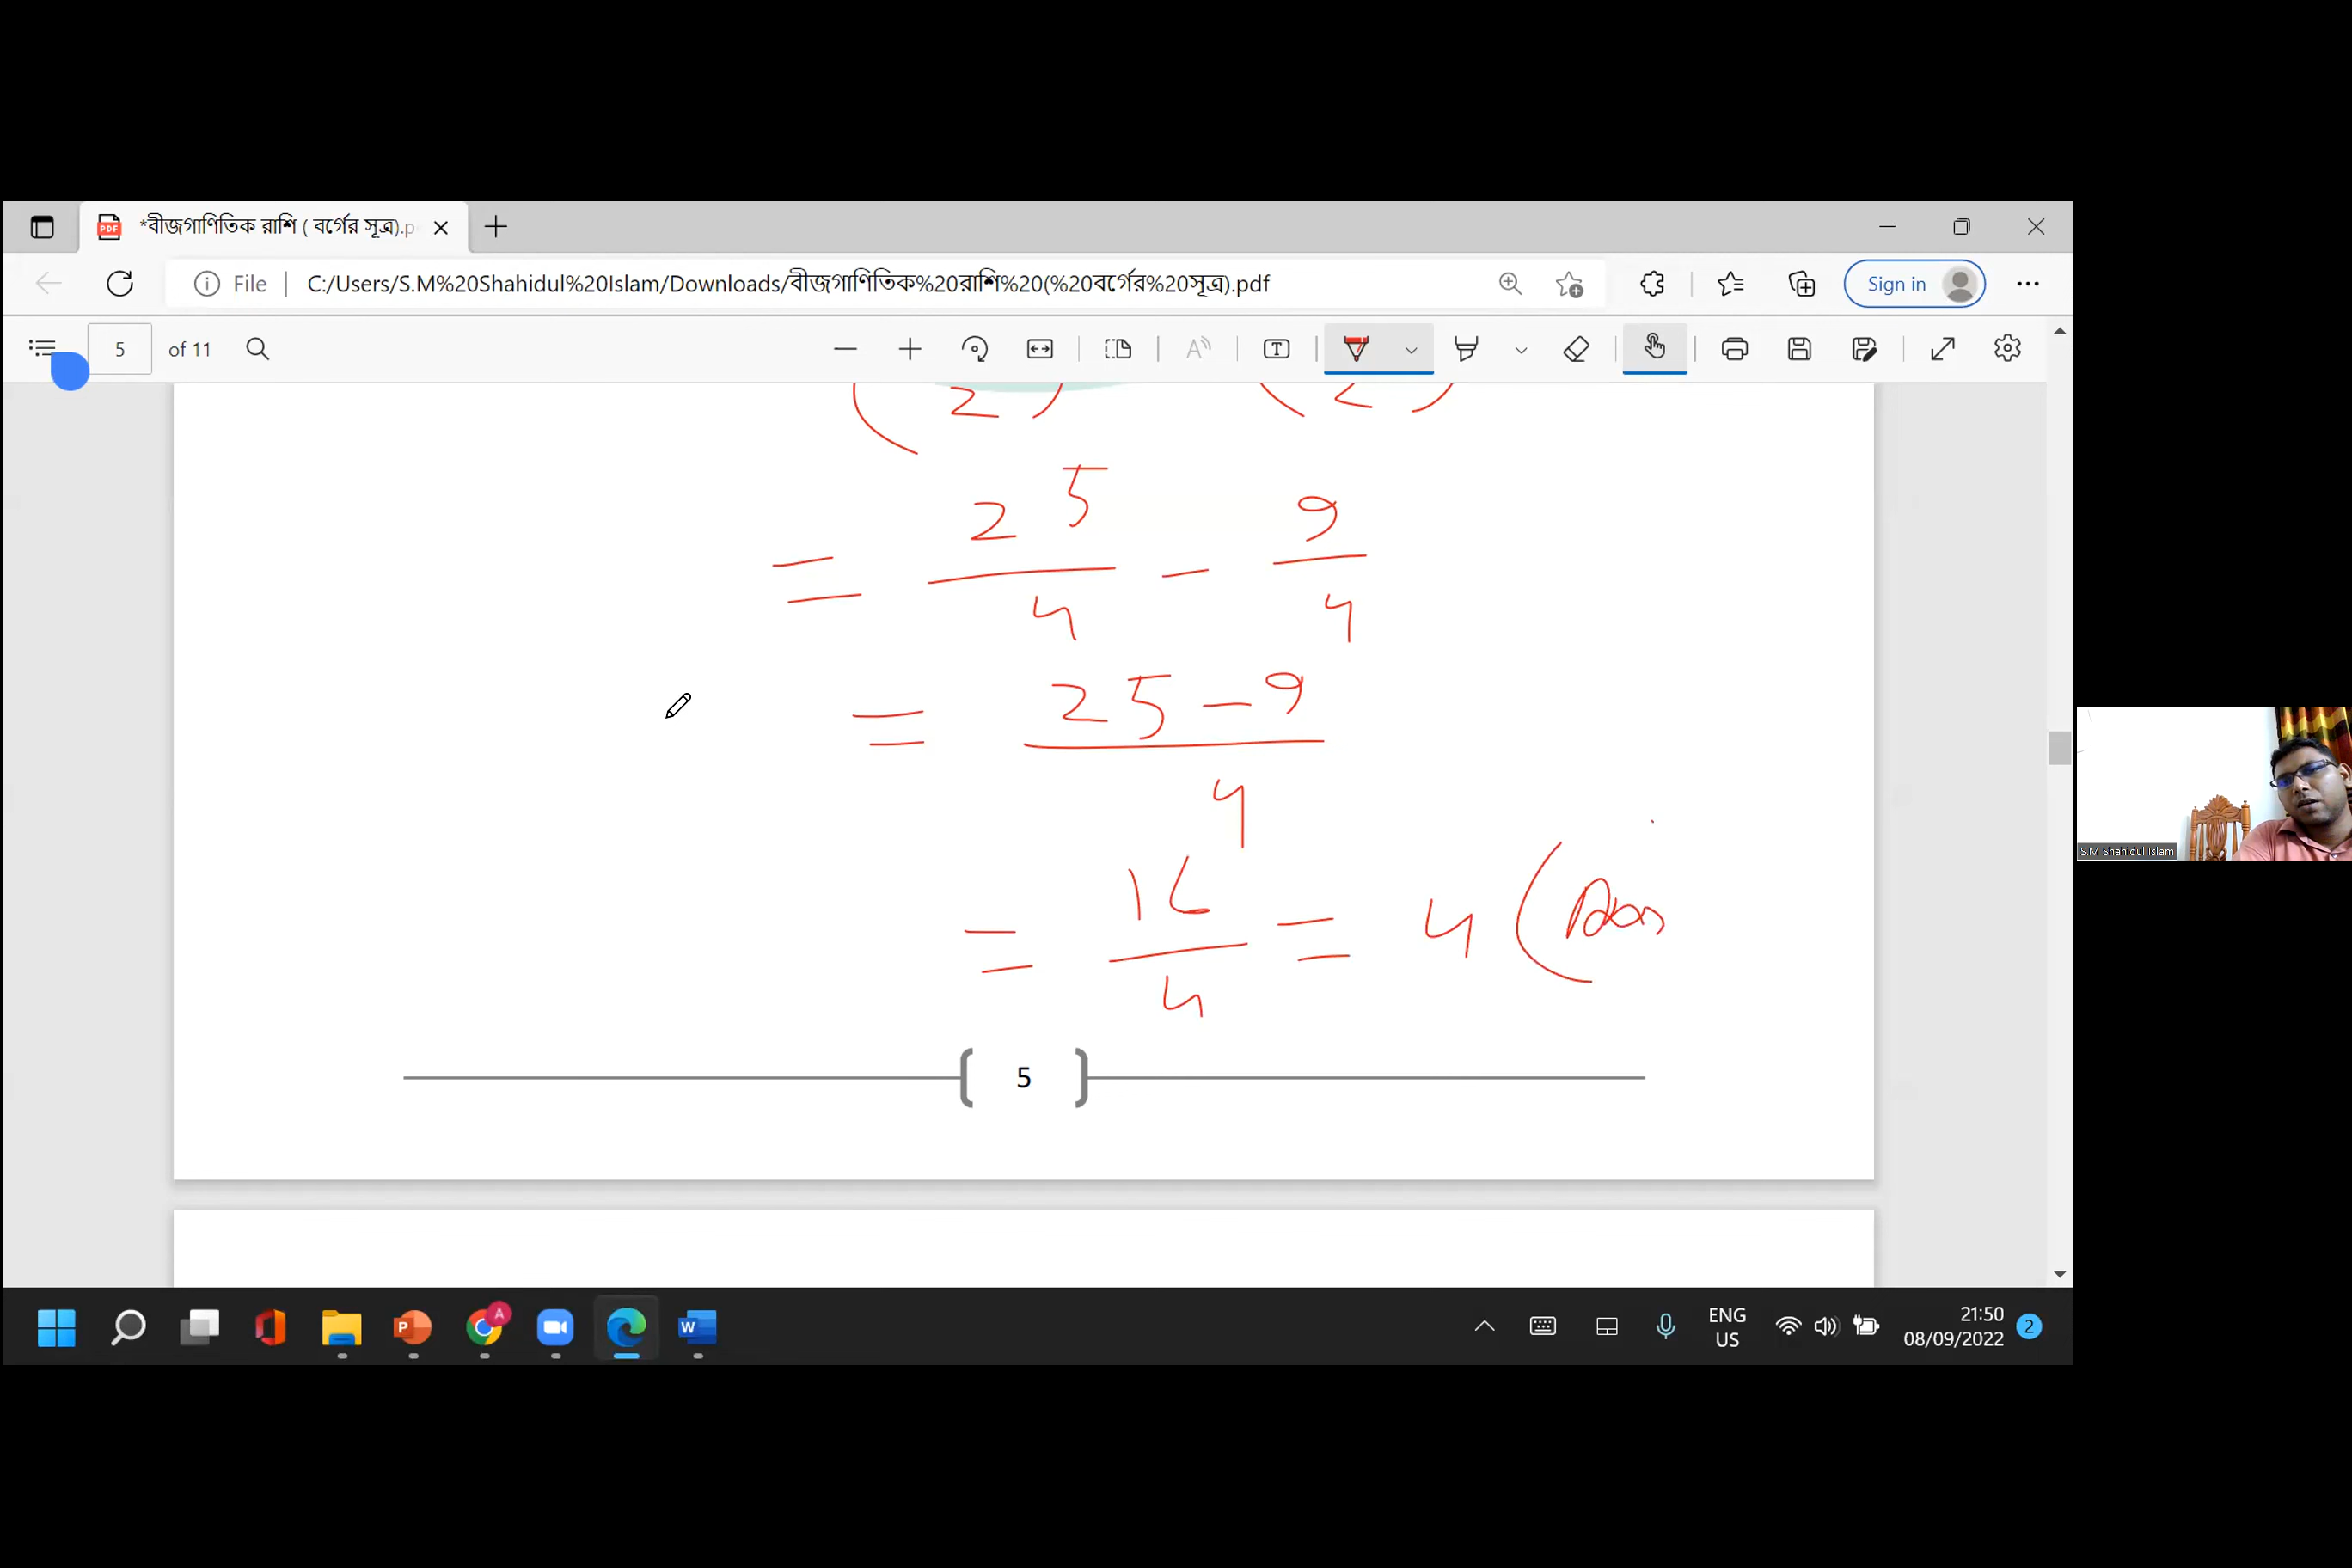 *বীজগাণিতিক রাশি ( বর্গের সূত্র).p
File | C:/Users/S.M%20Shahidul%20Islam/Downloads/বীজগাণিতিক%20রাশি%20(%20বর্গের%20সূত্র).pdf
Sign in
5 of 11
( 2 ) ( 2 )
= 25/4 - 9/4
= 25-9/4
= 16/4 = 4 (
5
S.M Shahidul Islam
ENG
US
21:50
08/09/2022
2